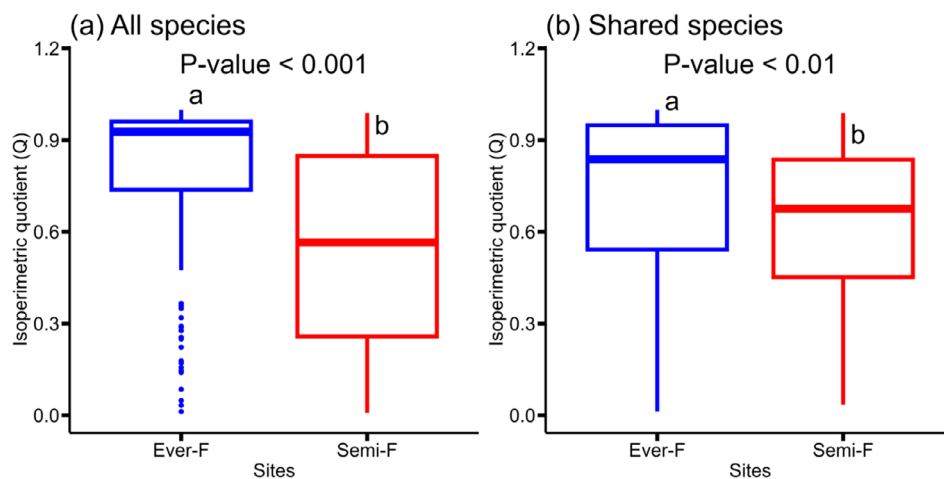 (a) All species
P-value < 0.001
a
b
1.2
0.9
0.6
0.3
0.0
Isoperimetric quotient (Q)
Ever-F
Semi-F
Sites
(b) Shared species
P-value < 0.01
a
b
1.2
0.9
0.6
0.3
0.0
Isoperimetric quotient (Q)
Ever-F
Semi-F
Sites